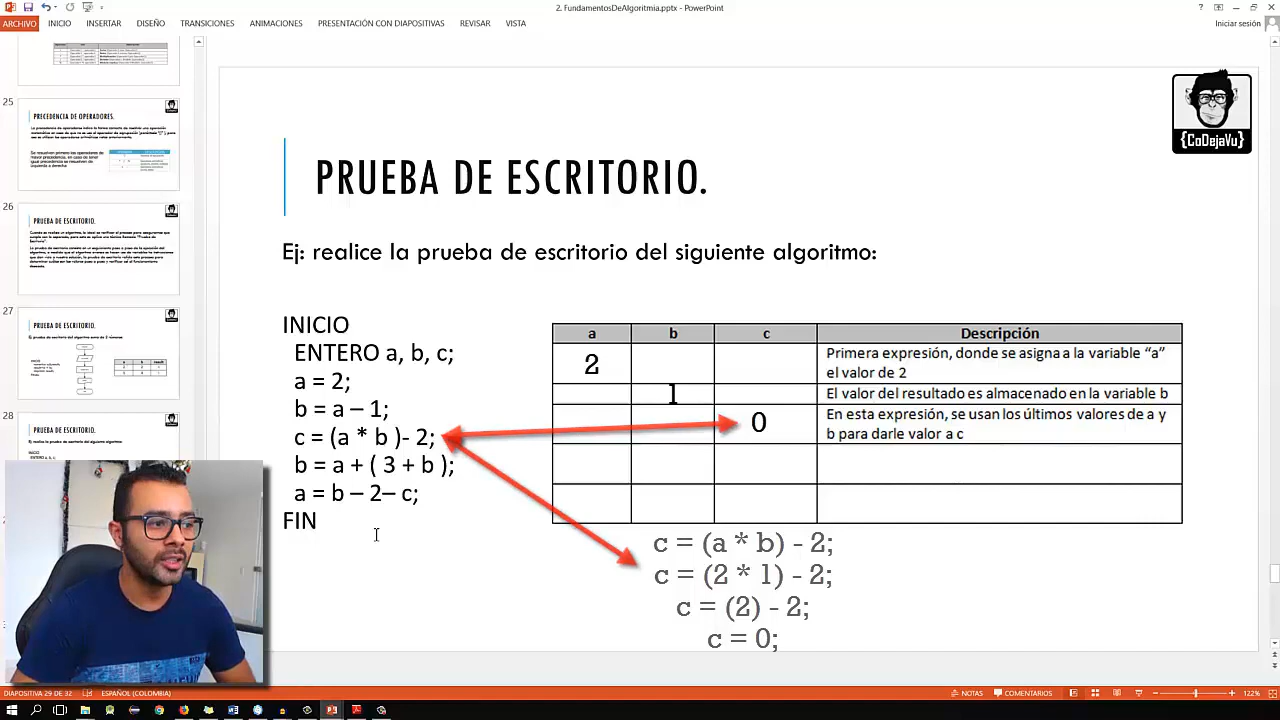 2. FundamentosDeAlgoritmia.pptx - PowerPoint
ARCHIVO INICIO INSERTAR DISEÑO TRANSICIONES ANIMACIONES PRESENTACIÓN CON DIAPOSITIVAS REVISAR VISTA
Iniciar sesión
25
PRECEDENCIA DE OPERADORES.
26
PRUEBA DE ESCRITORIO.
27
PRUEBA DE ESCRITORIO.
28
PRUEBA DE ESCRITORIO.
{CoDejaVu}
PRUEBA DE ESCRITORIO.
Ej: realice la prueba de escritorio del siguiente algoritmo:
INICIO
ENTERO a, b, c;
a = 2;
b = a – 1;
c = (a * b )- 2;
b = a + ( 3 + b );
a = b – 2– c;
FIN
a b c Descripción
2 Primera expresión, donde se asigna a la variable “a”
el valor de 2
1 El valor del resultado es almacenado en la variable b
0 En esta expresión, se usan los últimos valores de a y
b para darle valor a c
c = (a * b) - 2;
c = (2 * 1) - 2;
c = (2) - 2;
c = 0;
DIAPOSITIVA 29 DE 32 ESPAÑOL (COLOMBIA) NOTAS COMENTARIOS 122%